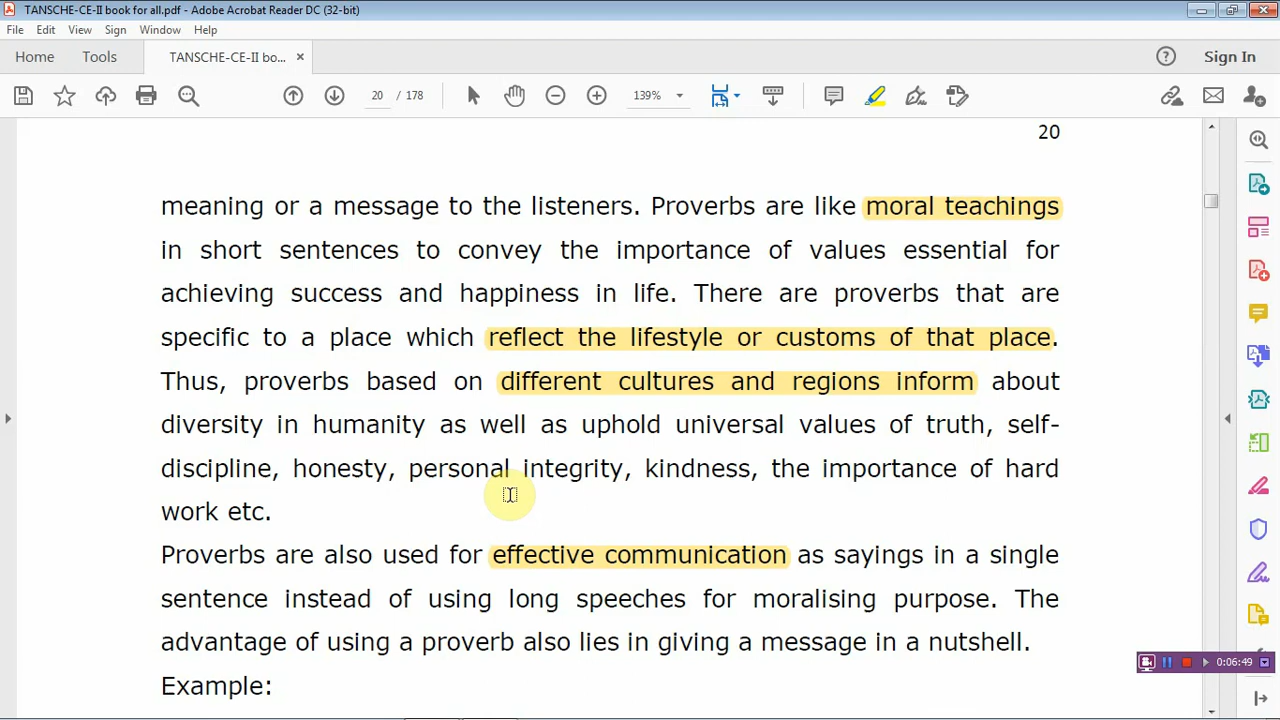 TANSCHE-CE-II book for all.pdf - Adobe Acrobat Reader DC (32-bit)
File Edit View Sign Window Help
Home Tools TANSCHE-CE-II bo... × Sign In
20 / 178 139%
20
meaning or a message to the listeners. Proverbs are like moral teachings
in short sentences to convey the importance of values essential for
achieving success and happiness in life. There are proverbs that are
specific to a place which reflect the lifestyle or customs of that place.
Thus, proverbs based on different cultures and regions inform about
diversity in humanity as well as uphold universal values of truth, self-
discipline, honesty, personal integrity, kindness, the importance of hard
work etc.
Proverbs are also used for effective communication as sayings in a single
sentence instead of using long speeches for moralising purpose. The
advantage of using a proverb also lies in giving a message in a nutshell.
0:06:49
Example: